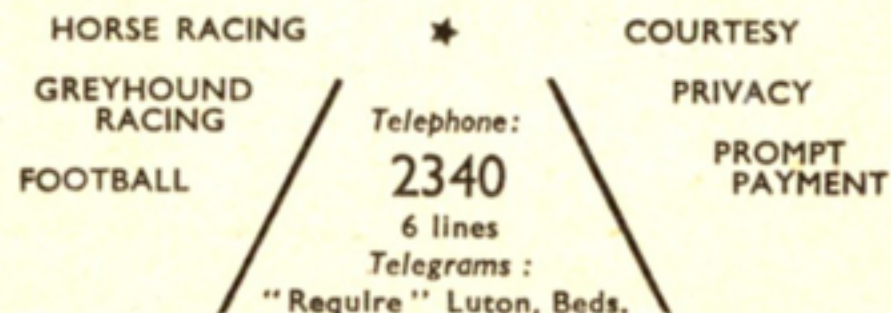 HORSE RACING
GREYHOUND
RACING
FOOTBALL
Telephone:
2340
6 lines
Telegrams :
"Require" Luton, Beds.
COURTESY
PRIVACY
PROMPT
PAYMENT